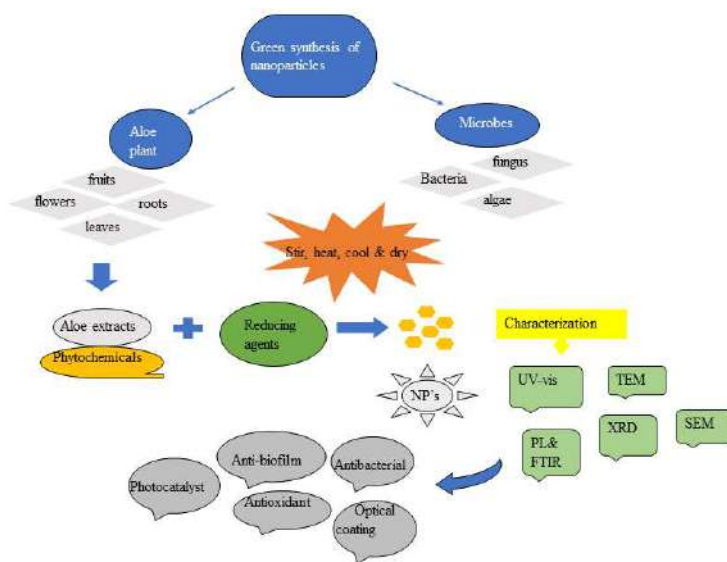 Green synthesis of
nanoparticles
Aloe
plant
Microbes
fruits
flowers
roots
leaves
fungus
Bacteria
algae
Stir, heat, cool & dry
Aloe extracts
Phytochemicals
Reducing
agents
Characterization
NP's
UV-vis
TEM
PL&
FTIR
XRD
SEM
Anti-biofilm
Antibacterial
Photocatalyst
Antioxidant
Optical
coating